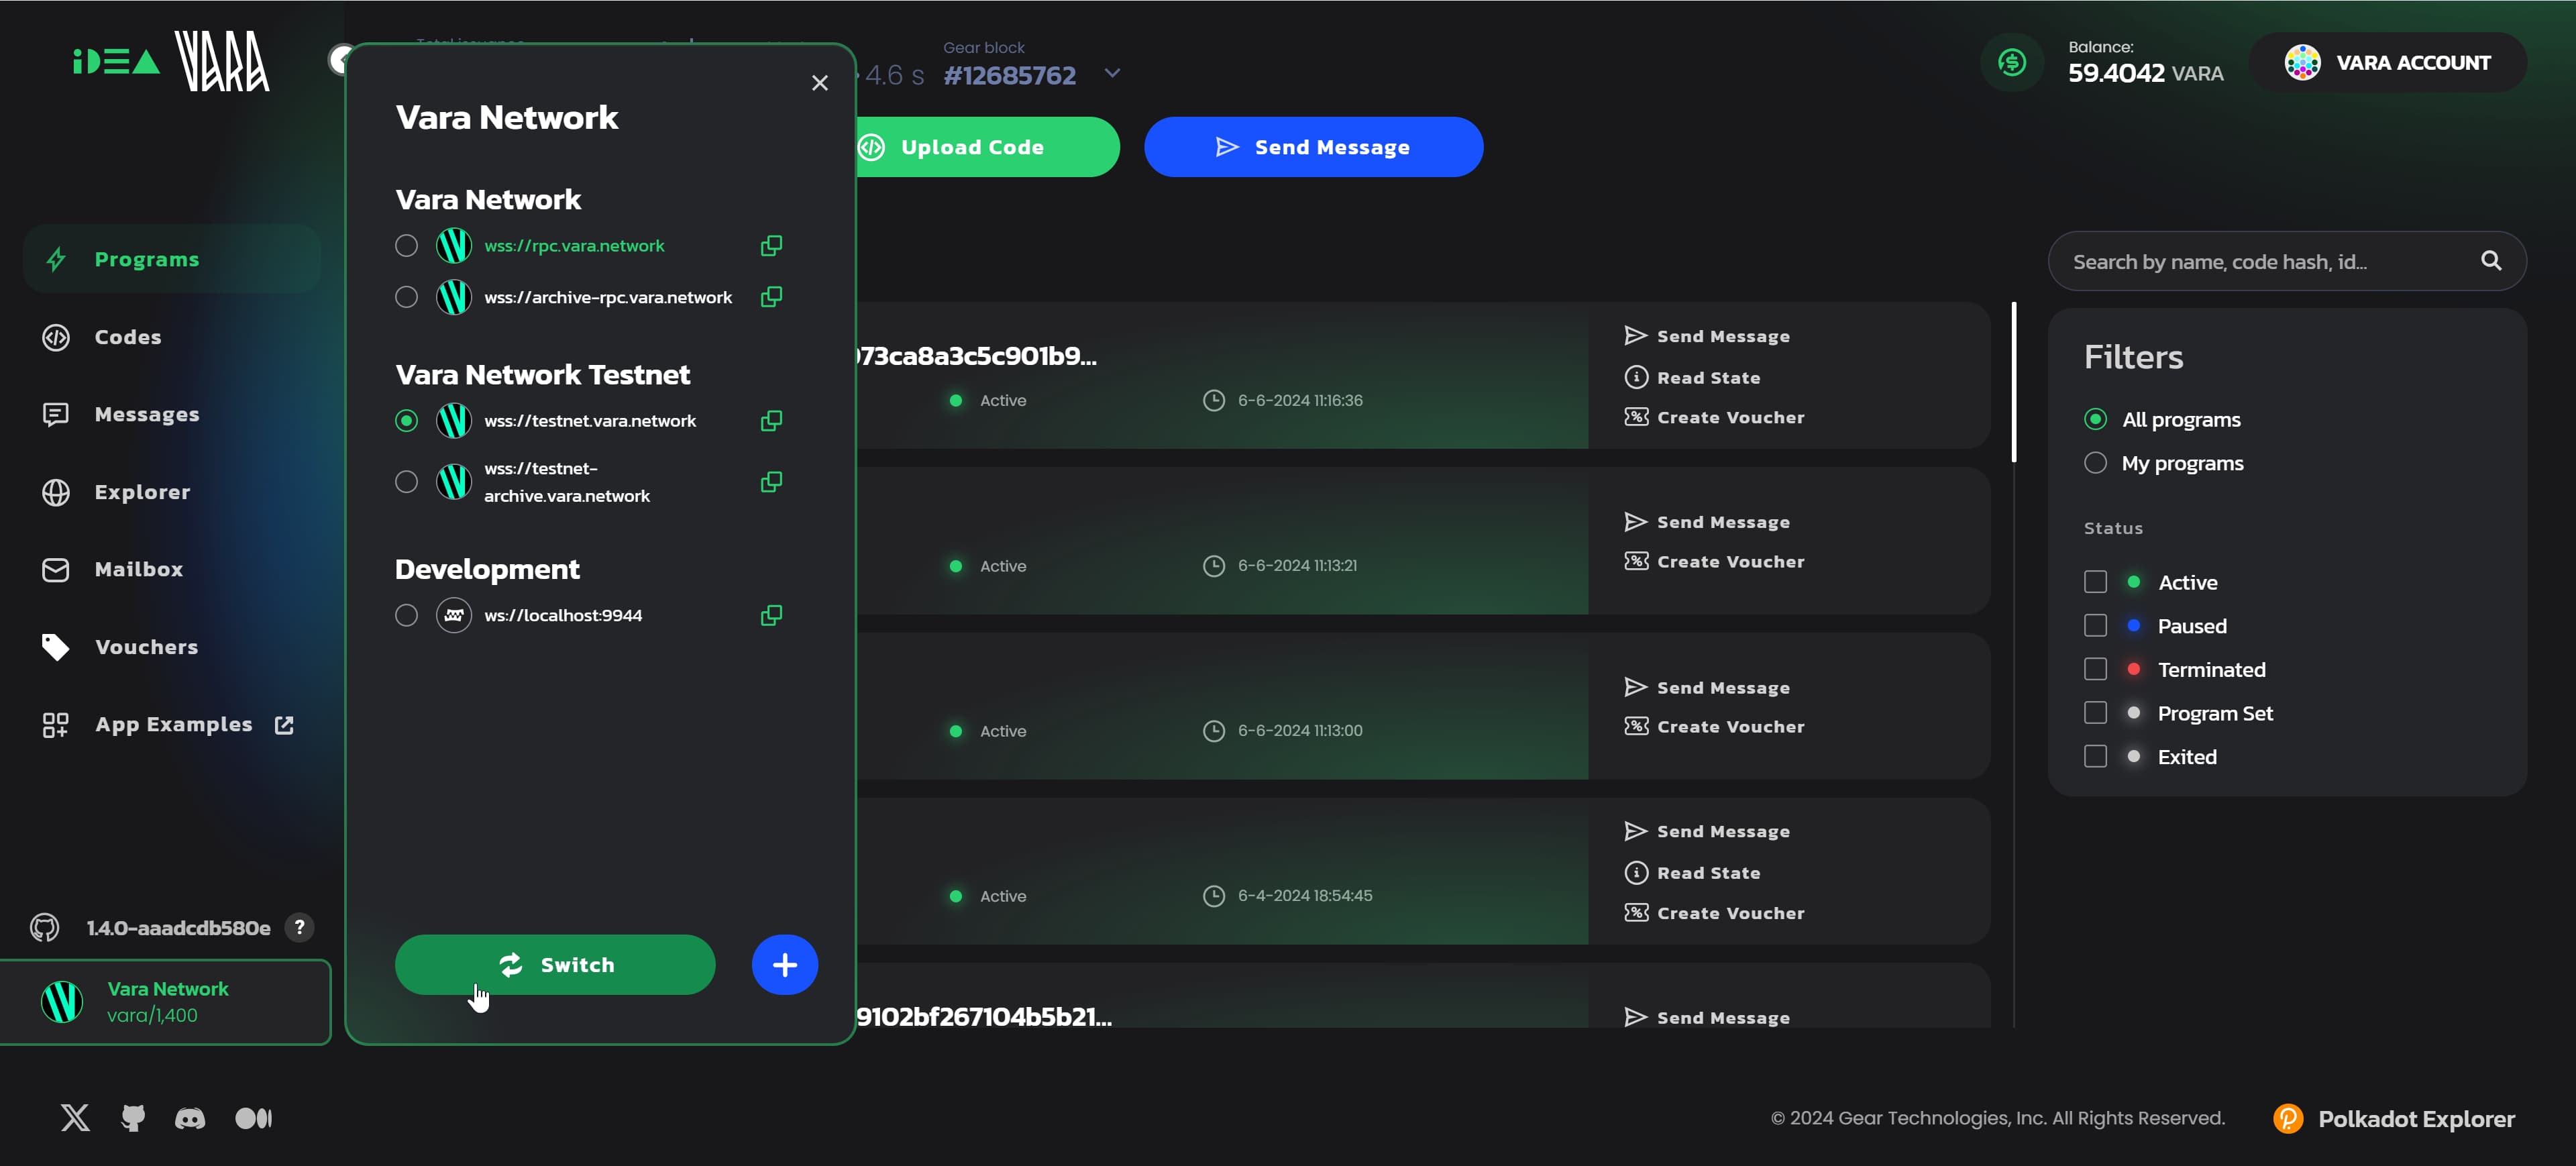 iDEA VARA
Gear block
4.6 s #12685762
Balance:
59.4042 VARA
VARA ACCOUNT
Upload Code
Send Message
Programs
Codes
Messages
Explorer
Mailbox
Vouchers
App Examples
1.4.0-aaadcdb580e ?
Vara Network
vara/1,400
Vara Network
Vara Network
wss://rpc.vara.network
wss://archive-rpc.vara.network
Vara Network Testnet
wss://testnet.vara.network
wss://testnet-
archive.vara.network
Development
ws://localhost:9944
Switch
73ca8a3c5c901b9...
Active
6-6-2024 11:16:36
Send Message
Read State
Create Voucher
Active
6-6-2024 11:13:21
Send Message
Create Voucher
Active
6-6-2024 11:13:00
Send Message
Create Voucher
Active
6-4-2024 18:54:45
Send Message
Read State
Create Voucher
9102bf267104b5b21...
Send Message
Search by name, code hash, id...
Filters
All programs
My programs
Status
Active
Paused
Terminated
Program Set
Exited
© 2024 Gear Technologies, Inc. All Rights Reserved.
Polkadot Explorer